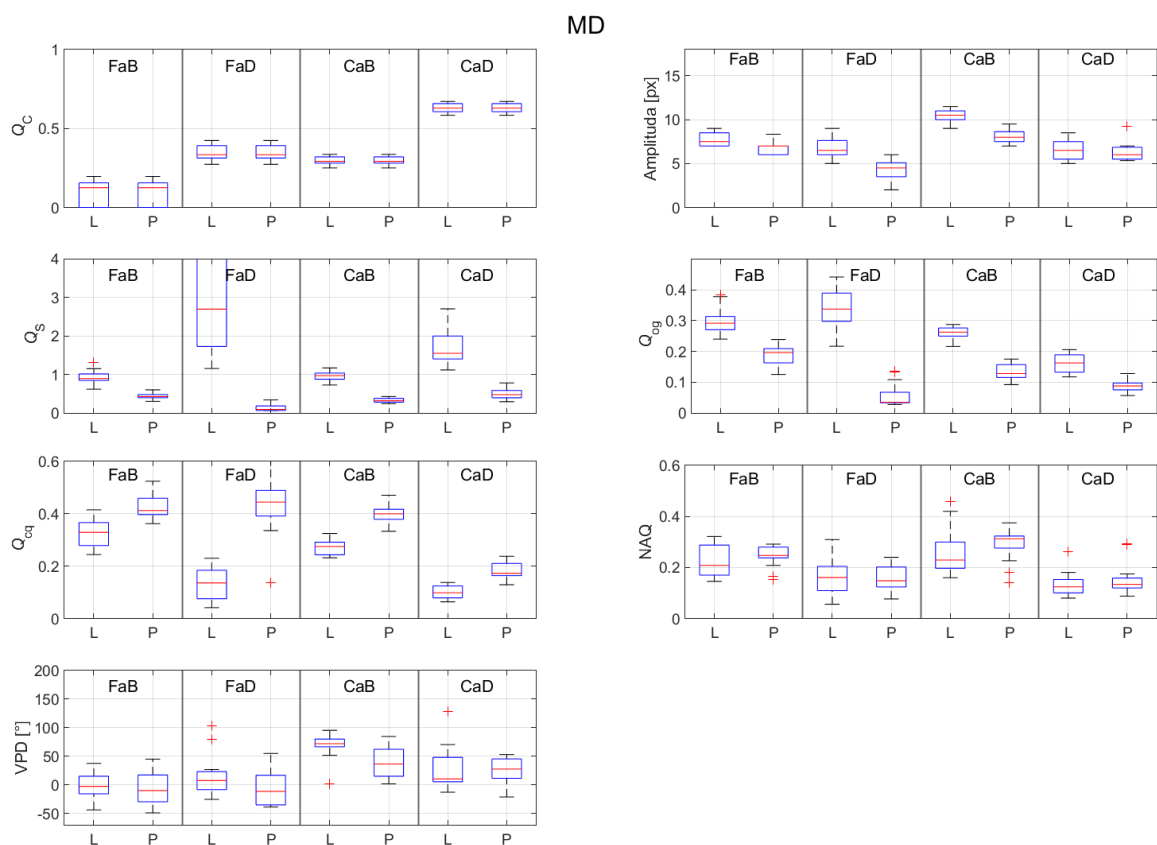 MD
FaB FaD CaB CaD
1
0.5
0
Q_C
L P L P L P L P
FaB FaD CaB CaD
15
10
5
0
Amplituda [px]
L P L P L P L P
FaB FaD CaB CaD
4
3
2
1
0
Q_S
L P L P L P L P
FaB FaD CaB CaD
0.4
0.3
0.2
0.1
0
Q_og
L P L P L P L P
FaB FaD CaB CaD
0.6
0.4
0.2
0
Q_cq
L P L P L P L P
FaB FaD CaB CaD
0.6
0.4
0.2
0
NAQ
L P L P L P L P
FaB FaD CaB CaD
200
150
100
50
0
-50
VPD [°]
L P L P L P L P